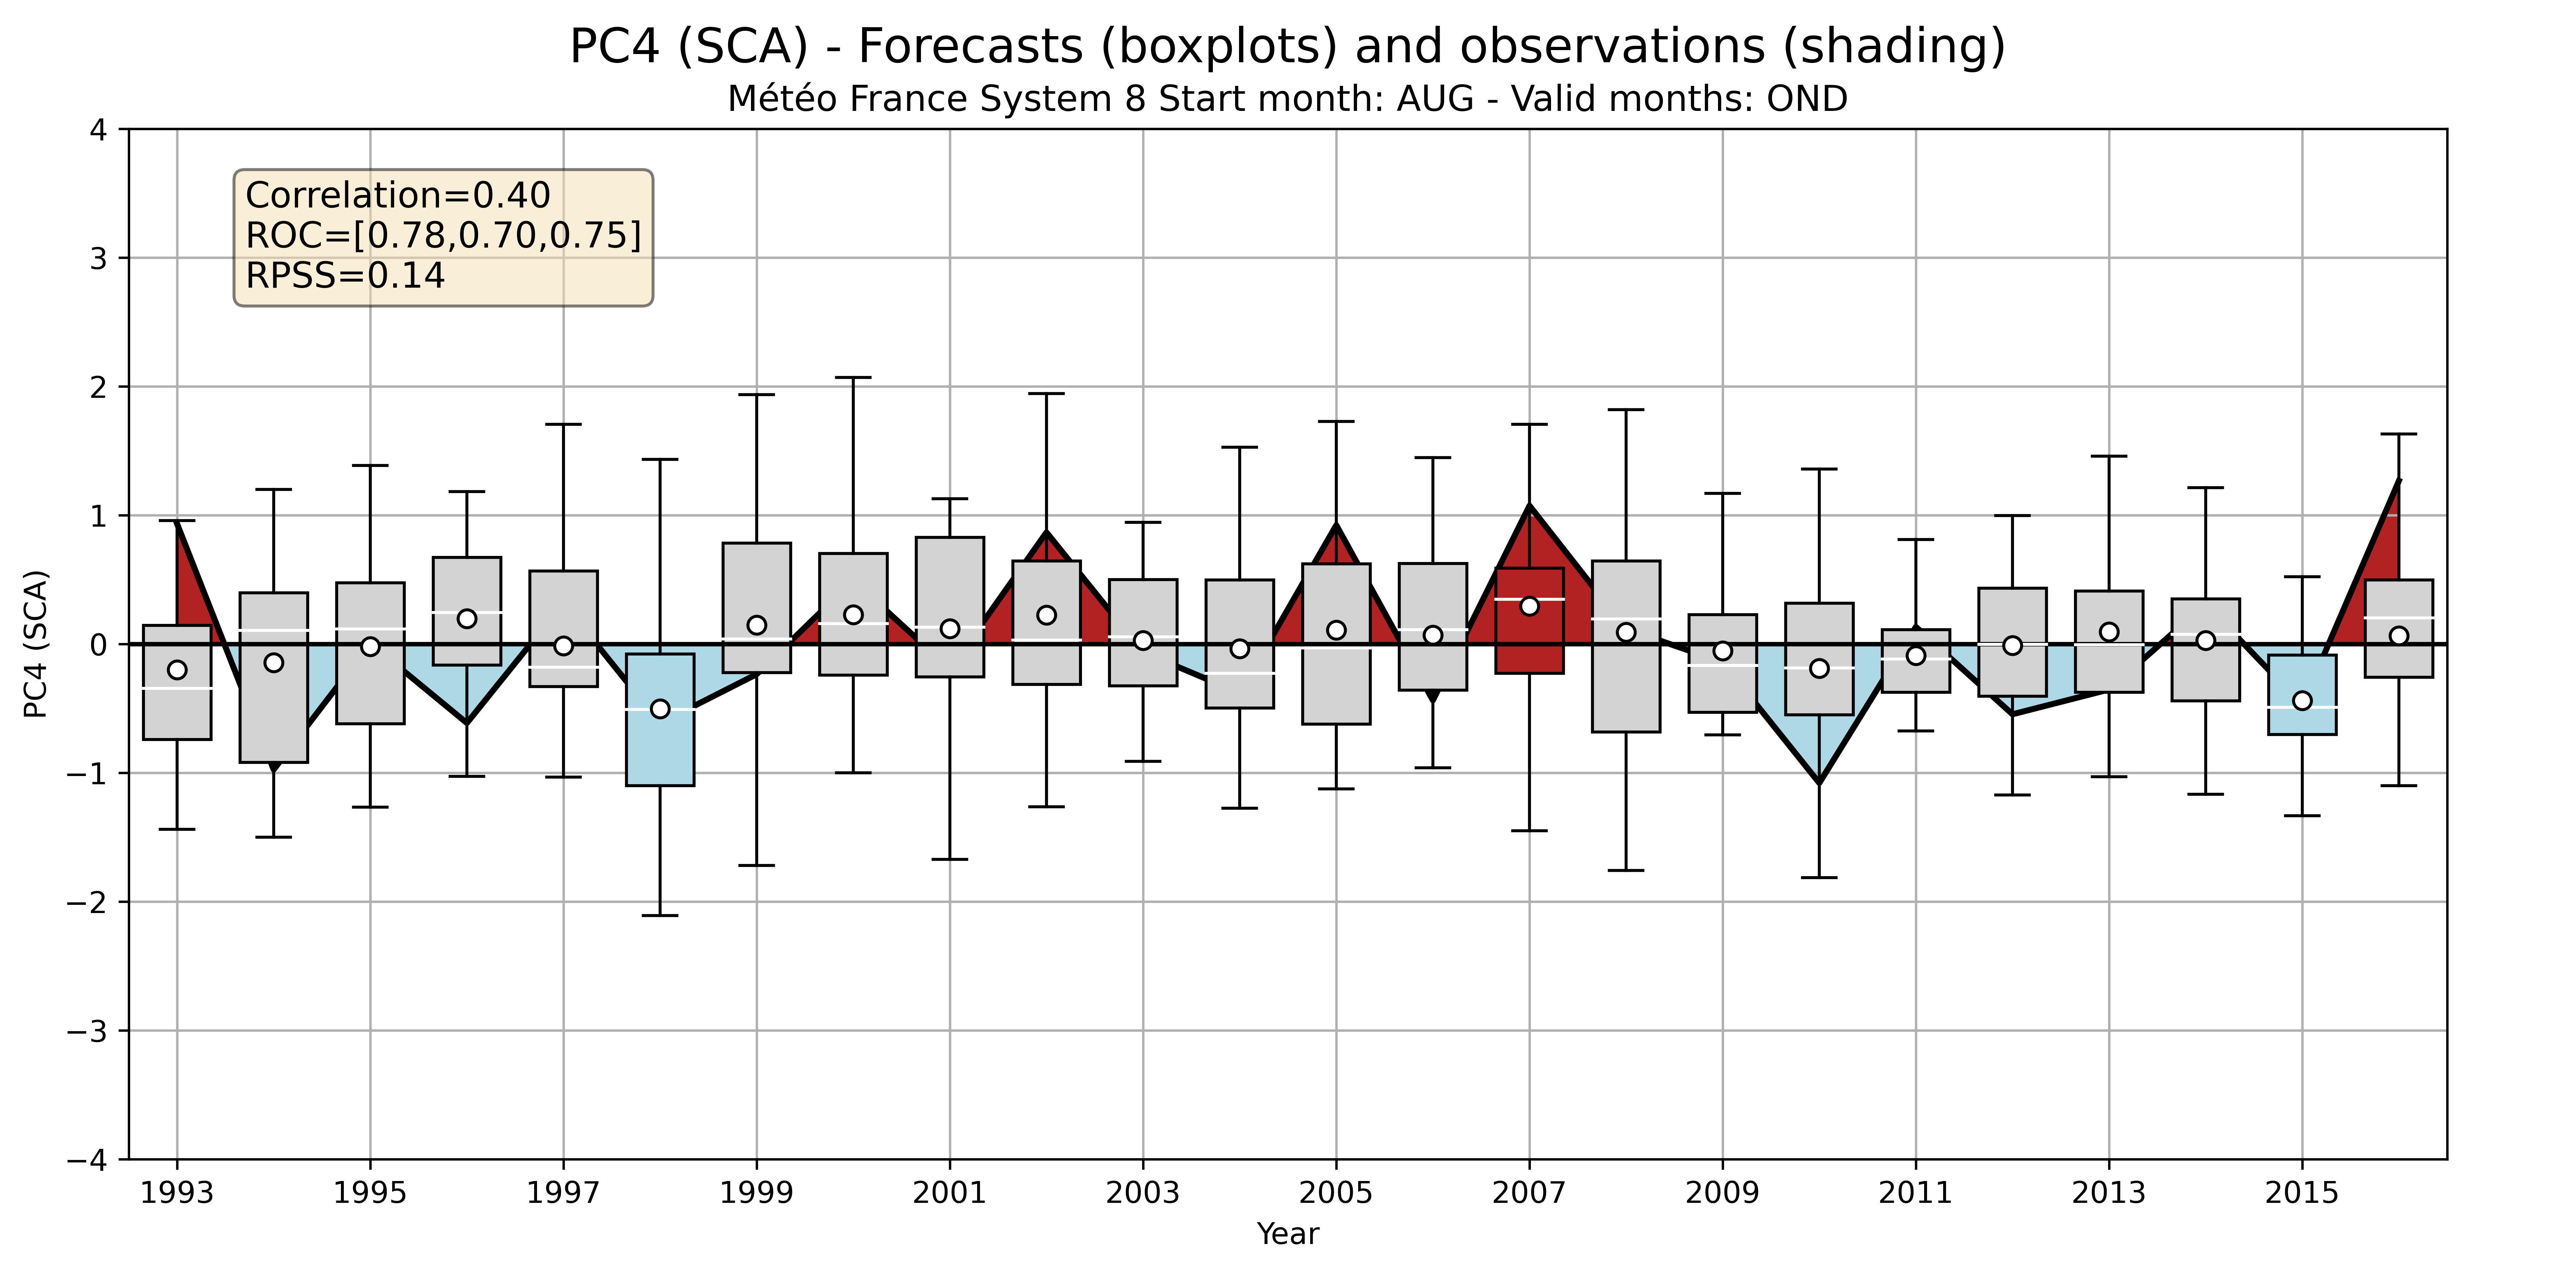 PC4 (SCA) - Forecasts (boxplots) and observations (shading)
Météo France System 8 Start month: AUG - Valid months: OND
Correlation=0.40
ROC=[0.78,0.70,0.75]
RPSS=0.14
PC4 (SCA)
4
3
2
1
0
−1
−2
−3
−4
1993 1995 1997 1999 2001 2003 2005 2007 2009 2011 2013 2015
Year